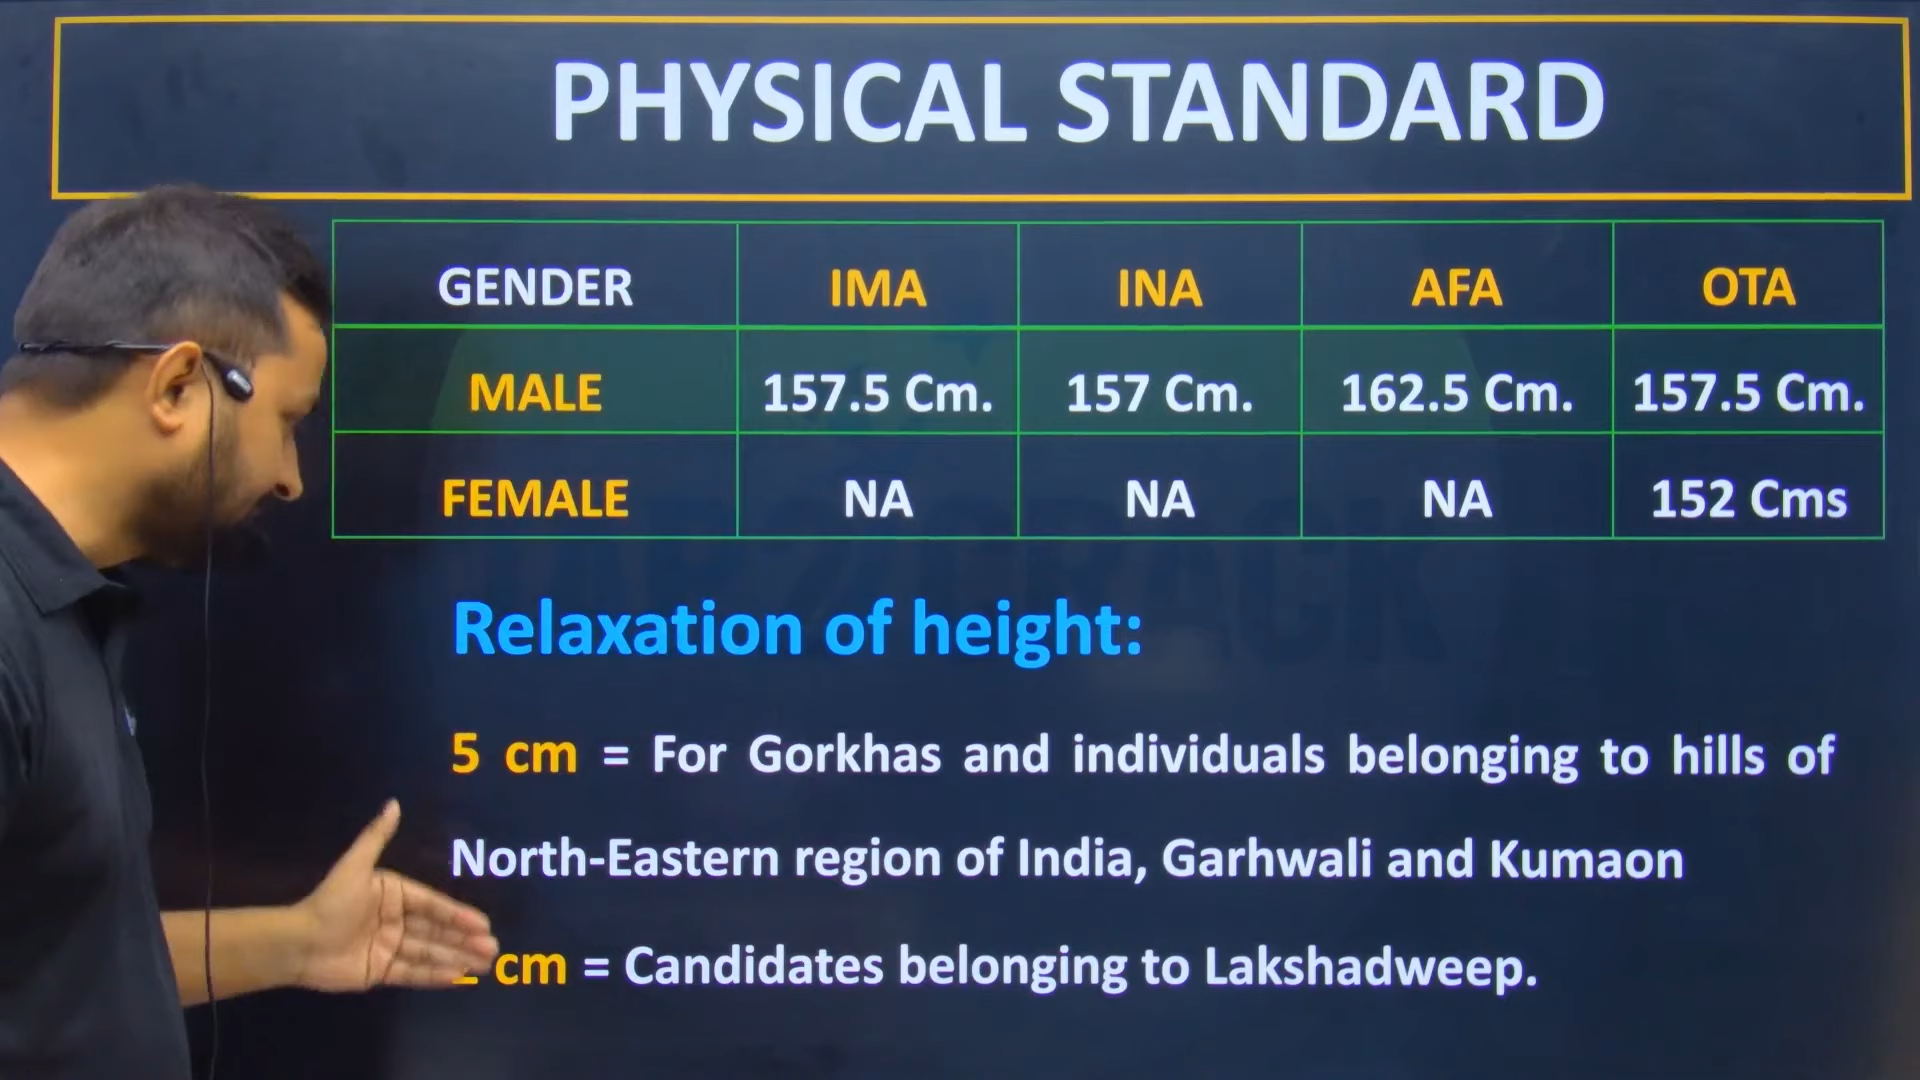 PHYSICAL STANDARD
GENDER IMA INA AFA OTA
MALE 157.5 Cm. 157 Cm. 162.5 Cm. 157.5 Cm.
FEMALE NA NA NA 152 Cms
Relaxation of height:
5 cm = For Gorkhas and individuals belonging to hills of
North-Eastern region of India, Garhwali and Kumaon
cm = Candidates belonging to Lakshadweep.